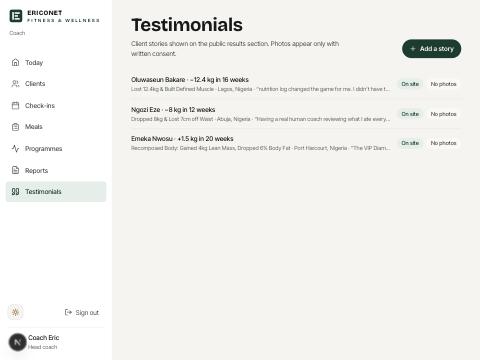 ERICONET
FITNESS & WELLNESS
Coach
Today
Clients
Check-ins
Meals
Programmes
Reports
Testimonials
Sign out
Coach Eric
Head coach
Testimonials
Client stories shown on the public results section. Photos appear only with
written consent.
+ Add a story
Oluwaseun Bakare · −12.4 kg in 16 weeks
Lost 12.4kg & Built Defined Muscle · Lagos, Nigeria · "nutrition log changed the game for me. I didn't have t...
On site
No photos
Ngozi Eze · −8 kg in 12 weeks
Dropped 8kg & Lost 7cm off Waist · Abuja, Nigeria · "Having a real human coach reviewing what I ate every...
On site
No photos
Emeka Nwosu · +1.5 kg in 20 weeks
Recomposed Body: Gained 4kg Lean Mass, Dropped 6% Body Fat · Port Harcourt, Nigeria · "The VIP Diam...
On site
No photos